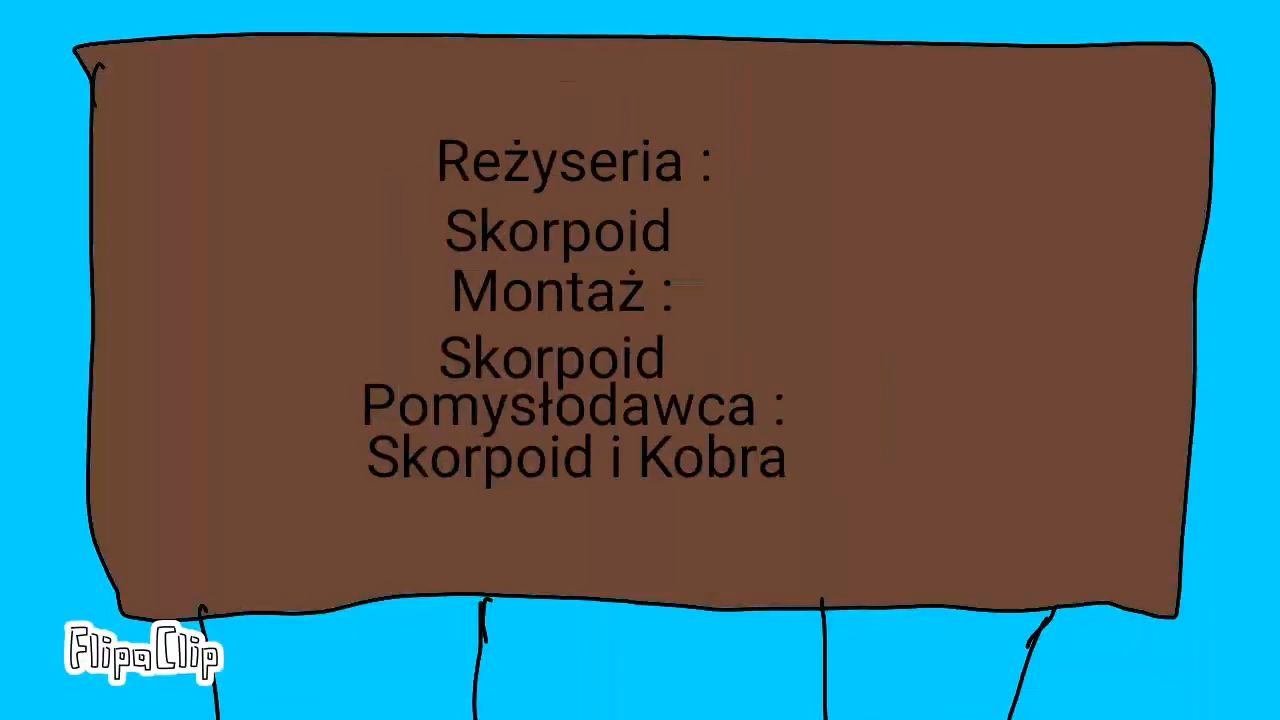 Reżyseria :
Skorpoid
Montaż :
Skorpoid
Pomysłodawca :
Skorpoid i Kobra
FlipaClip